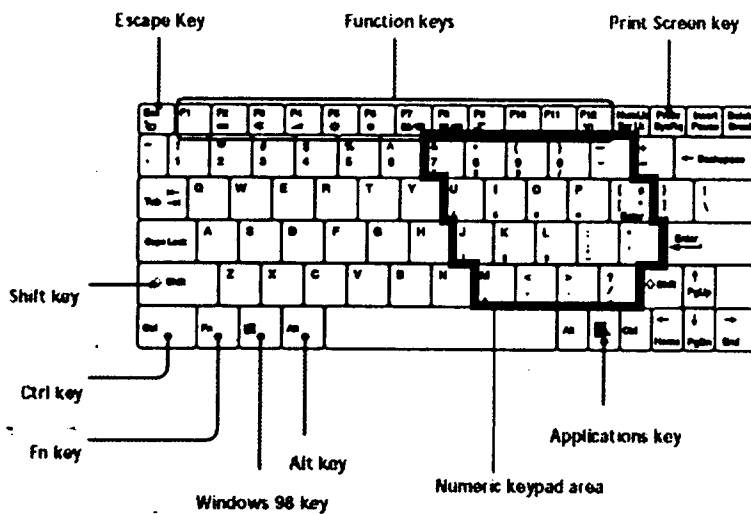 Escape Key Function keys Print Screen key
F1 F2 F3 F4 F5 F6 F7 F8 F9 F10 F11 F12 NumLk Insert
Pause
1 2 3 4 5 6 7 8 9 0 Backspace
Tab Q W E R T Y U I O P
Caps Lock A S D F G H J K L Enter
Shift Z X C V B N M < > ? / Shift PgUp
Ctrl Fn Alt Alt Ctrl Home PgDn End
Shift key
Ctrl key
Fn key
Alt key
Windows 98 key
Numeric keypad area
Applications key